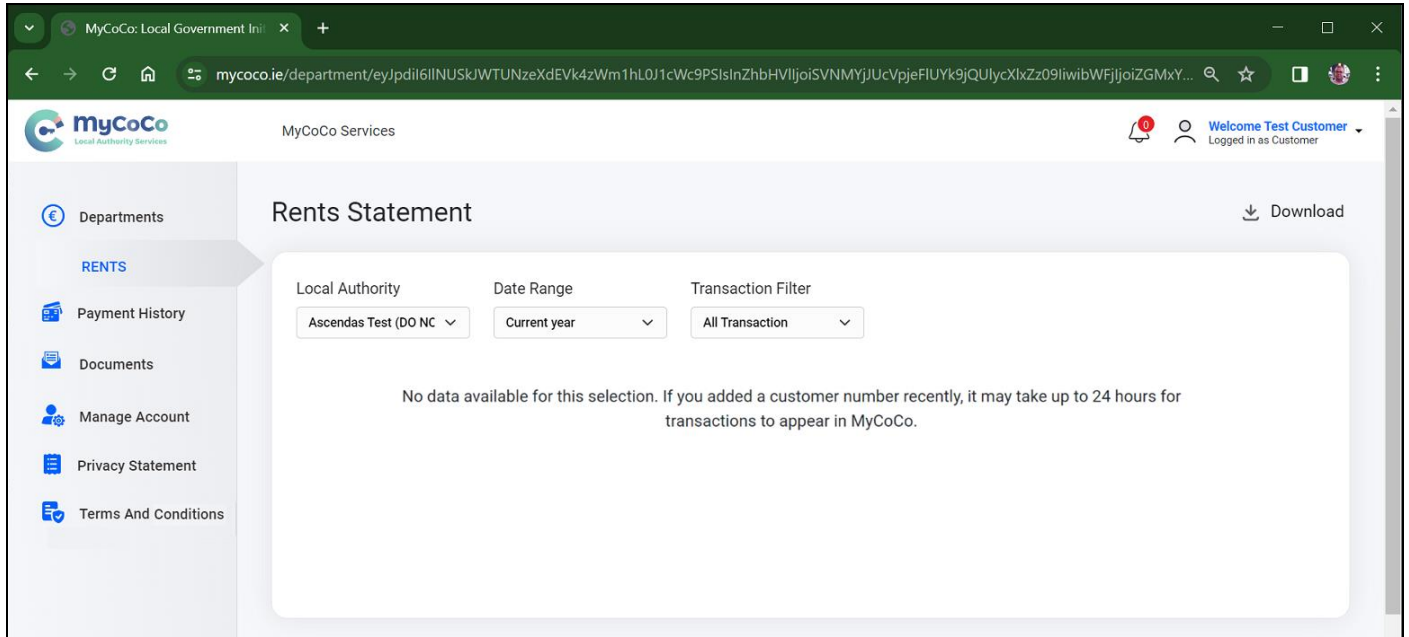 MyCoCo: Local Government Init
mycoco.ie/department/
MyCoCo
Local Authority Services
MyCoCo Services
0
Welcome Test Customer
Logged in as Customer
Departments
RENTS
Payment History
Documents
Manage Account
Privacy Statement
Terms And Conditions
Rents Statement
Download
Local Authority
Date Range
Transaction Filter
Ascendas Test (DO NO
Current year
All Transaction
No data available for this selection. If you added a customer number recently, it may take up to 24 hours for
transactions to appear in MyCoCo.